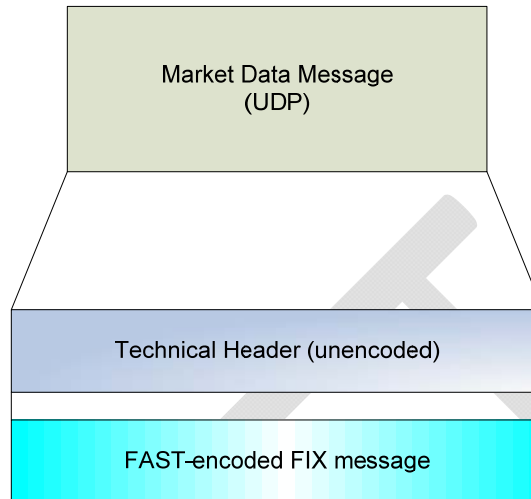 Market Data Message
(UDP)
Technical Header (unencoded)
FAST–encoded FIX message